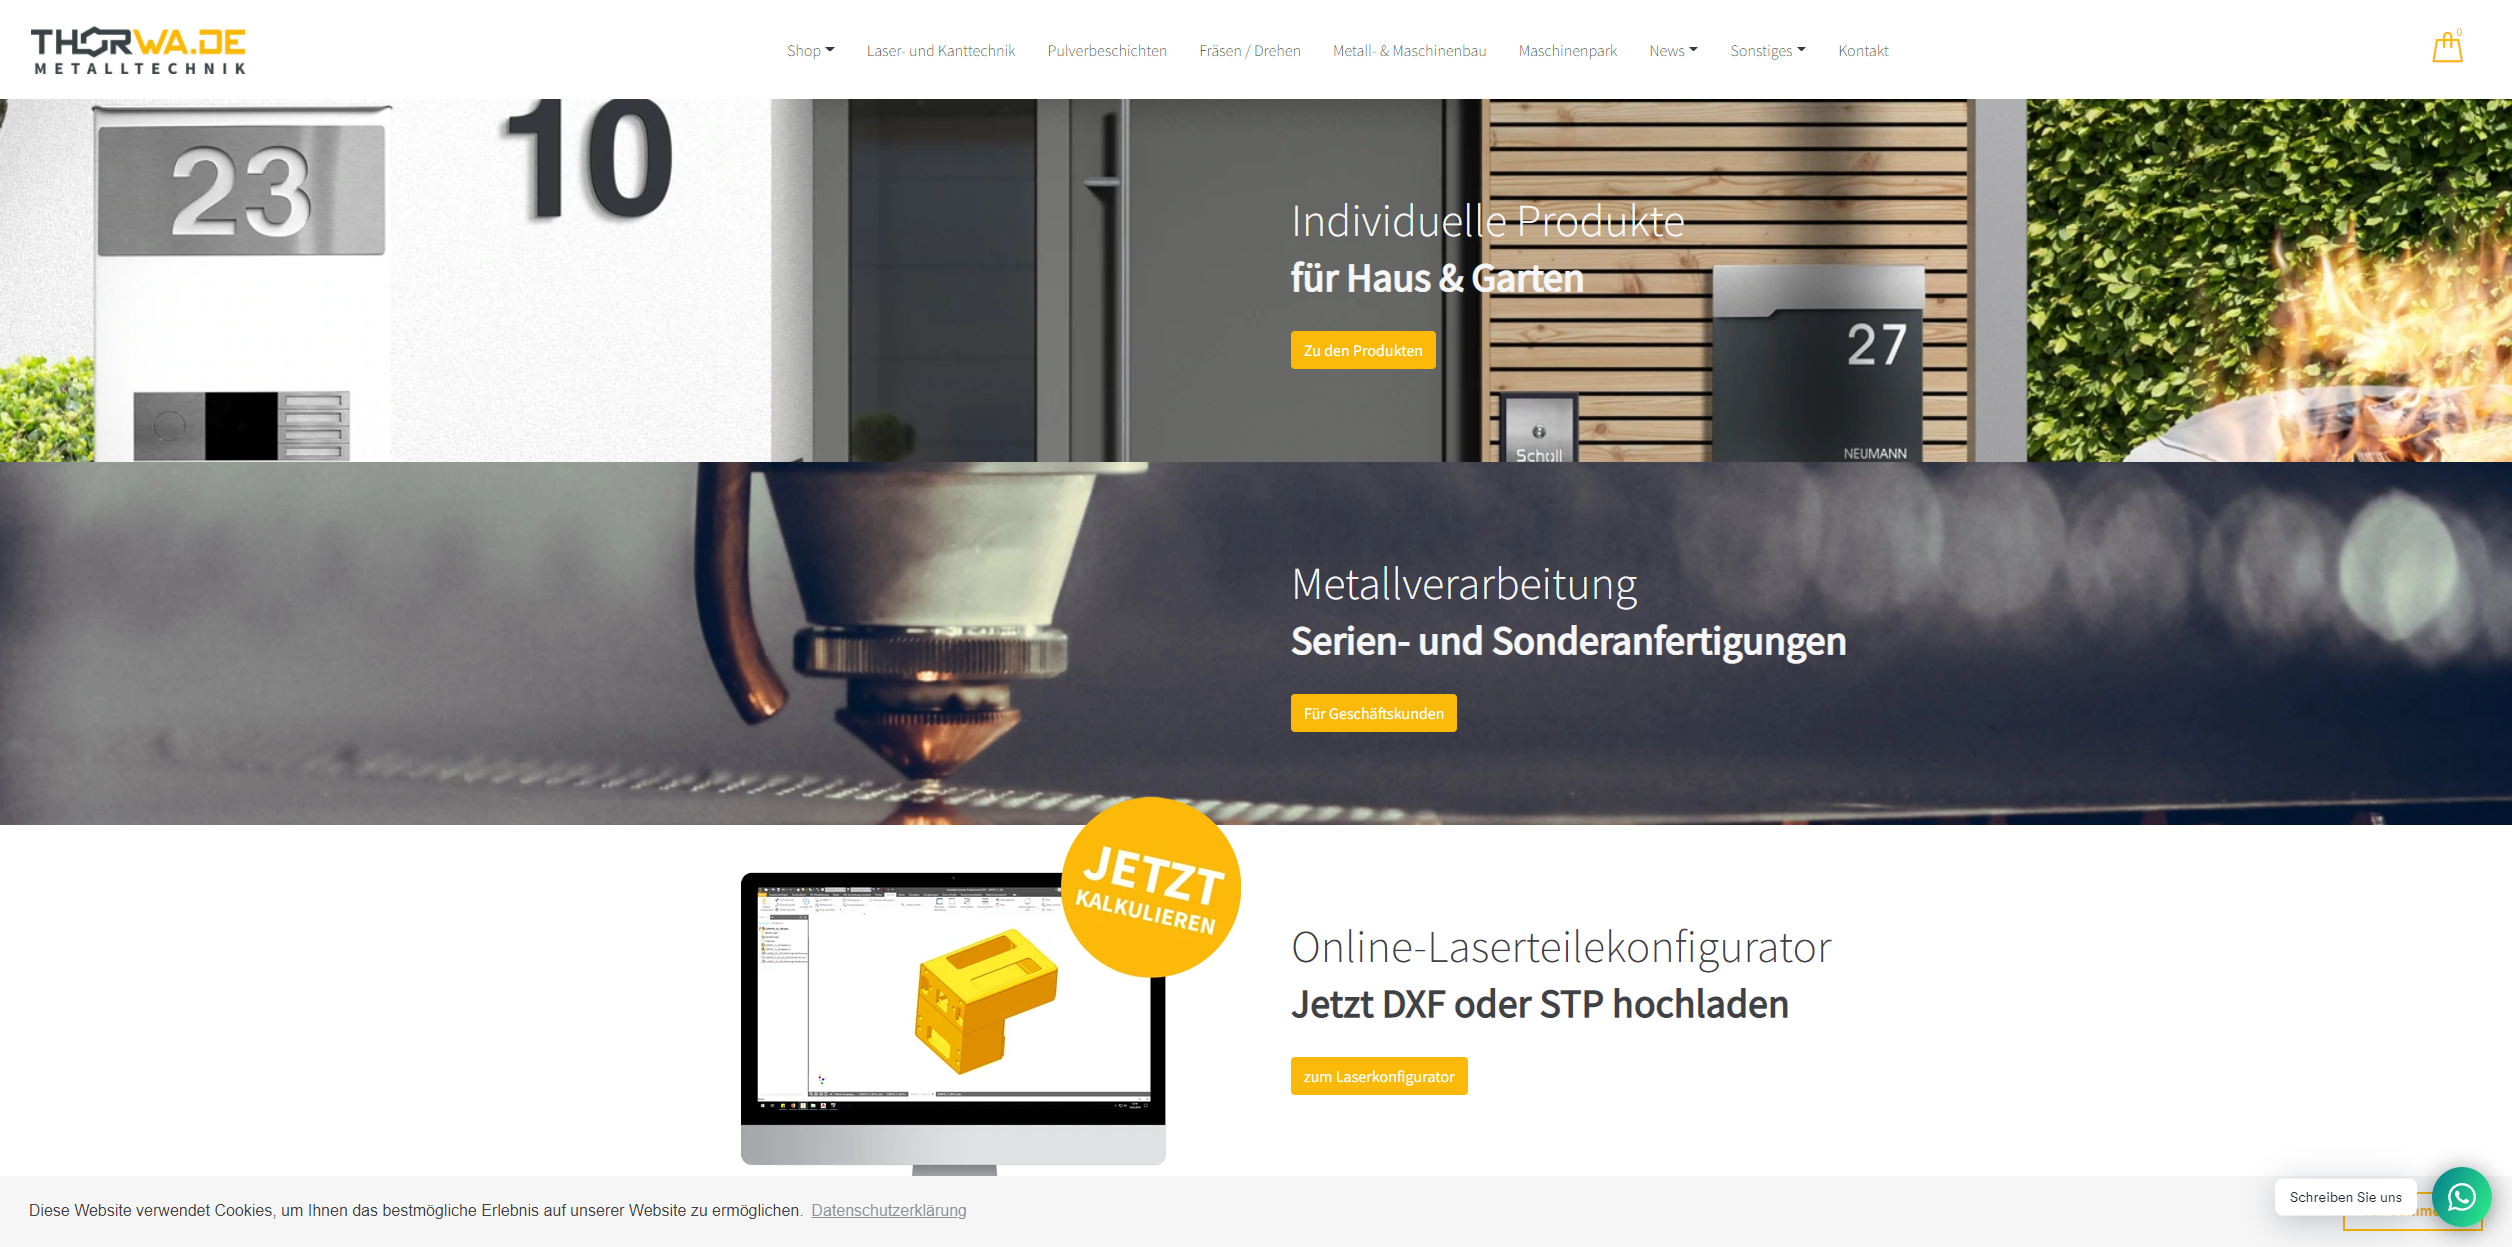 THORWA.DE
METALLTECHNIK
Shop
Laser- und Kanttechnik
Pulverbeschichten
Fräsen / Drehen
Metall- & Maschinenbau
Maschinenpark
News
Sonstiges
Kontakt
0
23
10
Individuelle Produkte
für Haus & Garten
Zu den Produkten
27
NEUMANN
Scholl
Metallverarbeitung
Serien- und Sonderanfertigungen
Für Geschäftskunden
JETZT
KALKULIEREN
Online-Laserteilekonfigurator
Jetzt DXF oder STP hochladen
zum Laserkonfigurator
Diese Website verwendet Cookies, um Ihnen das bestmögliche Erlebnis auf unserer Website zu ermöglichen. Datenschutzerklärung
Schreiben Sie uns